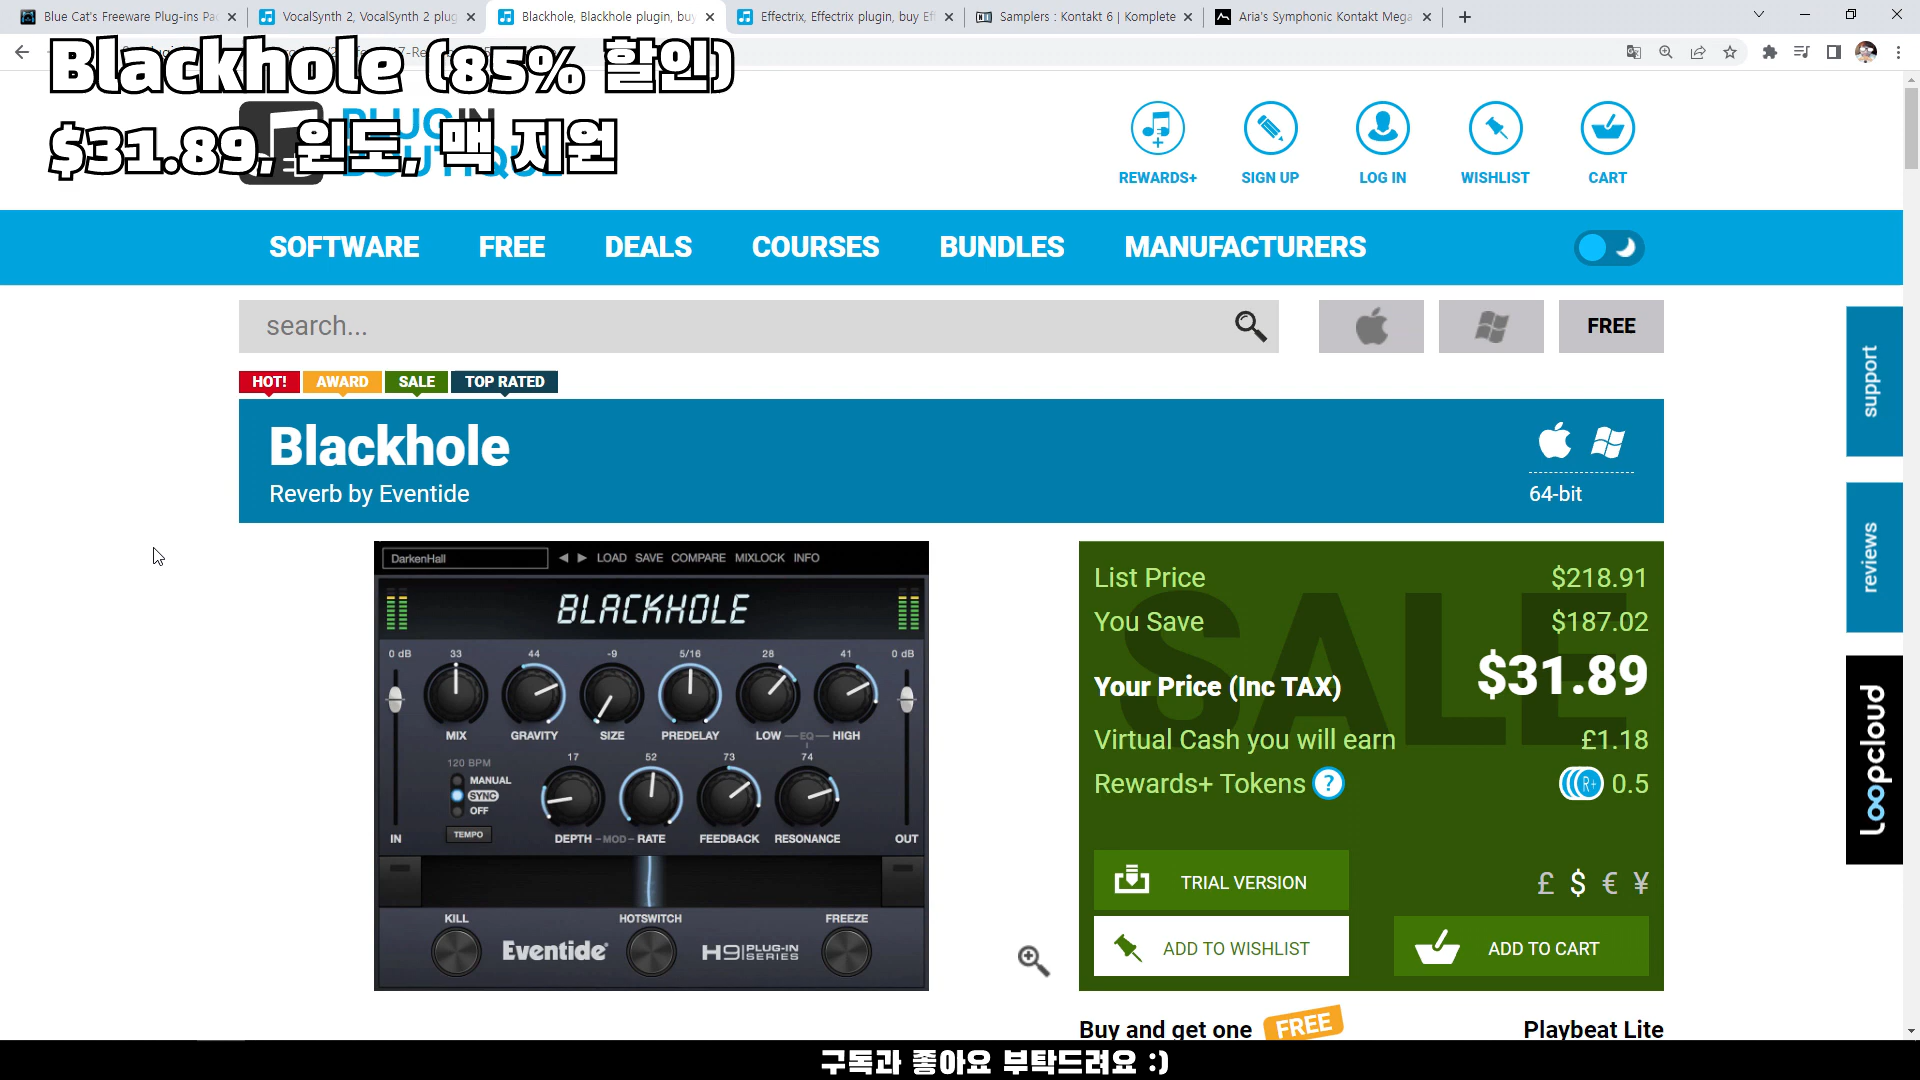 Blue Cat's Freeware Plug-ins Pa
VocalSynth 2, VocalSynth 2 plug
Blackhole, Blackhole plugin, buy
Effectrix, Effectrix plugin, buy Ef
Samplers : Kontakt 6 | Komplete
Aria's Symphonic Kontakt Mega
Blackhole (85% 할인)
$31.89, 윈도, 맥 지원
PLUGIN
BOUTIQUE
REWARDS+
SIGN UP
LOG IN
WISHLIST
CART
SOFTWARE
FREE
DEALS
COURSES
BUNDLES
MANUFACTURERS
search...
FREE
HOT!
AWARD
SALE
TOP RATED
Blackhole
Reverb by Eventide
64-bit
support
reviews
loopcloud
DarkenHall
LOAD SAVE COMPARE MIXLOCK INFO
BLACKHOLE
0 dB 33 44 -9 5/16 28 41 0 dB
MIX GRAVITY SIZE PREDELAY LOW EQ HIGH
120 BPM
MANUAL
SYNC
OFF
TEMPO
17 52 73 74
IN DEPTH MOD RATE FEEDBACK RESONANCE OUT
KILL HOTSWITCH FREEZE
Eventide H9 PLUG-IN SERIES
SALE
List Price $218.91
You Save $187.02
Your Price (Inc TAX) $31.89
Virtual Cash you will earn £1.18
Rewards+ Tokens ? R+ 0.5
TRIAL VERSION
£ $ € ¥
ADD TO WISHLIST
ADD TO CART
Buy and get one FREE
Playbeat Lite
구독과 좋아요 부탁드려요 :)